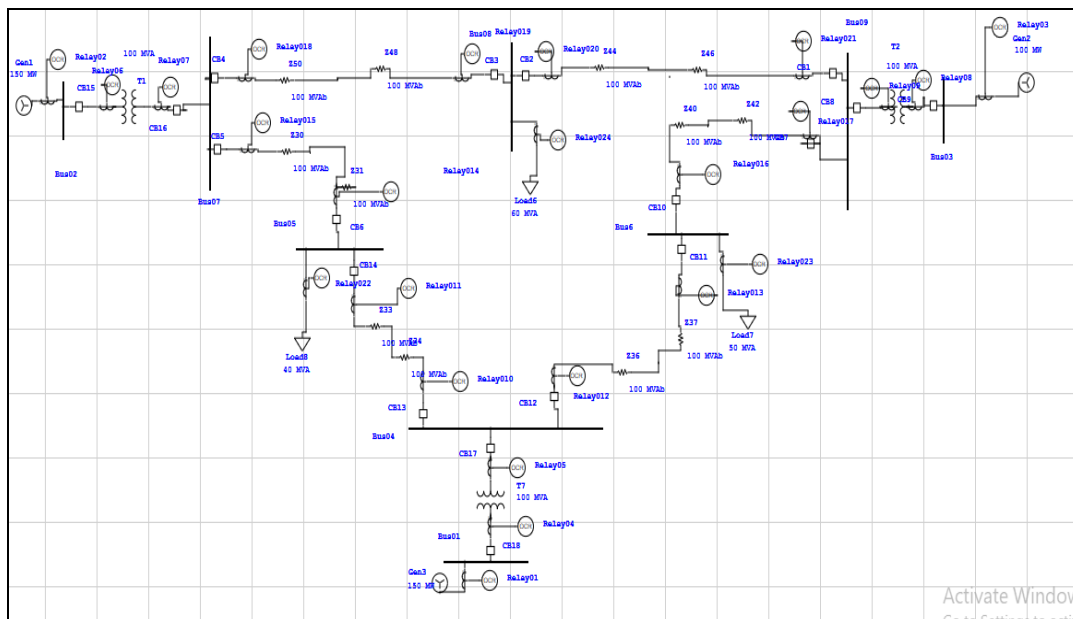 Bus09
Relay03
Gen2
100 MW
Relay019
Bus08
Relay021
T2
100 MVA
Relay08
Relay09
CB9
CB8
Relay017
CB1
Bus03
Gen1
150 MW
Relay02
100 MVA
Relay06
T1
Relay07
CB15
CB16
Bus02
Relay018
CB4
Z50
100 MVAb
Z48
100 MVAb
CB3
CB2
Relay020
Z44
100 MVAb
Z46
100 MVAb
Relay015
CB5
Z30
100 MVAb
Z31
100 MVAb
Bus07
CB6
Bus05
Relay014
Relay024
Load6
60 MVA
Z40
100 MVAb
Z42
Relay016
CB10
Bus6
CB11
Relay023
Relay013
Load7
50 MVA
Z37
100 MVAb
Z36
100 MVAb
CB14
Relay022
Relay011
Z33
100 MVAb
100 MVAb
Load8
40 MVA
Relay010
CB13
CB12
Relay012
Bus04
CB17
Relay05
T7
100 MVA
Relay04
Bus01
CB18
Gen3
150 MW
Relay01
OCR
Activate Window